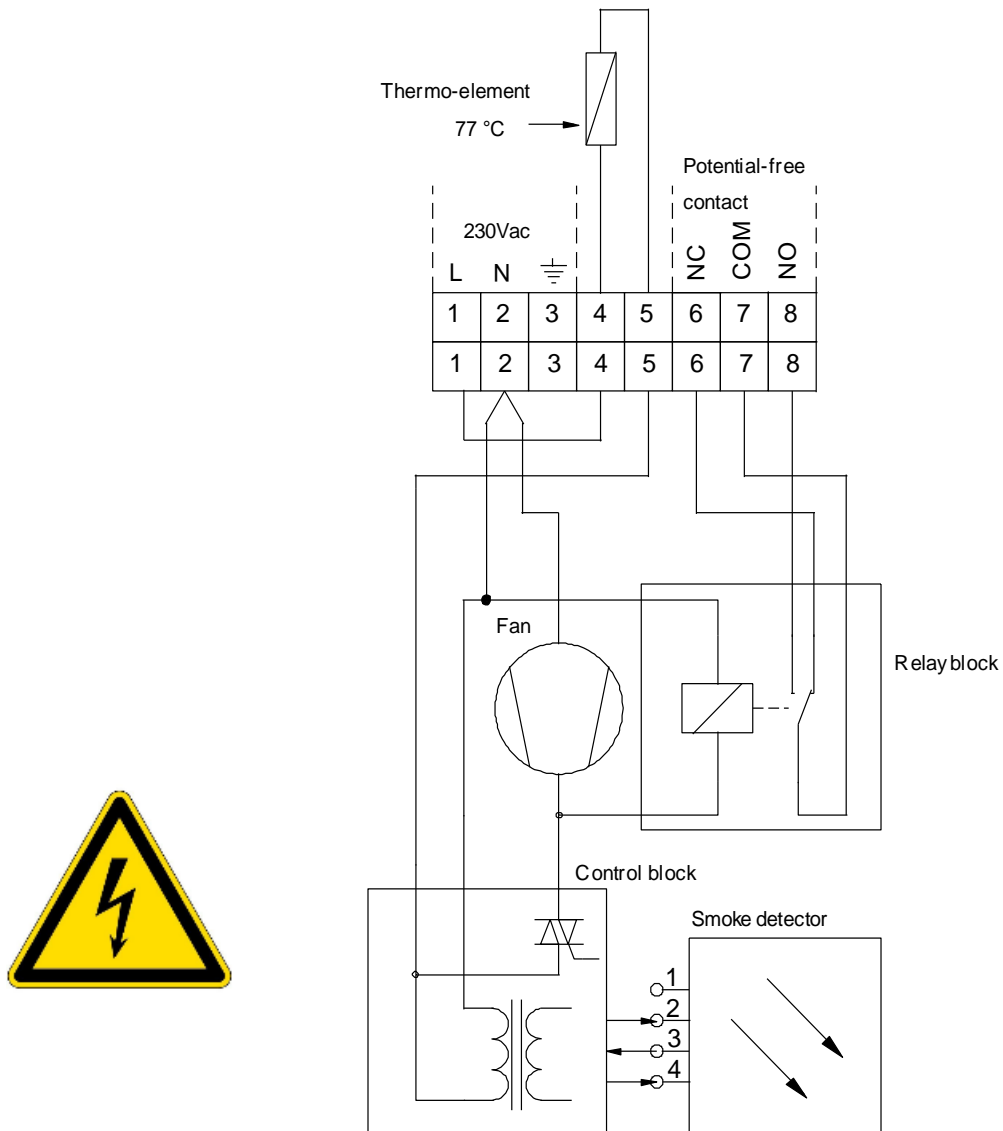 Thermo-element
77 °C
Potential-free
contact
230Vac
L N NC COM NO
1 2 3 4 5 6 7 8
1 2 3 4 5 6 7 8
Fan
Relay block
Control block
Smoke detector
1
2
3
4